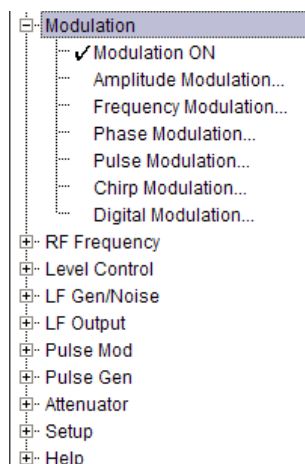 Modulation
Modulation ON
Amplitude Modulation...
Frequency Modulation...
Phase Modulation...
Pulse Modulation...
Chirp Modulation...
Digital Modulation...
RF Frequency
Level Control
LF Gen/Noise
LF Output
Pulse Mod
Pulse Gen
Attenuator
Setup
Help